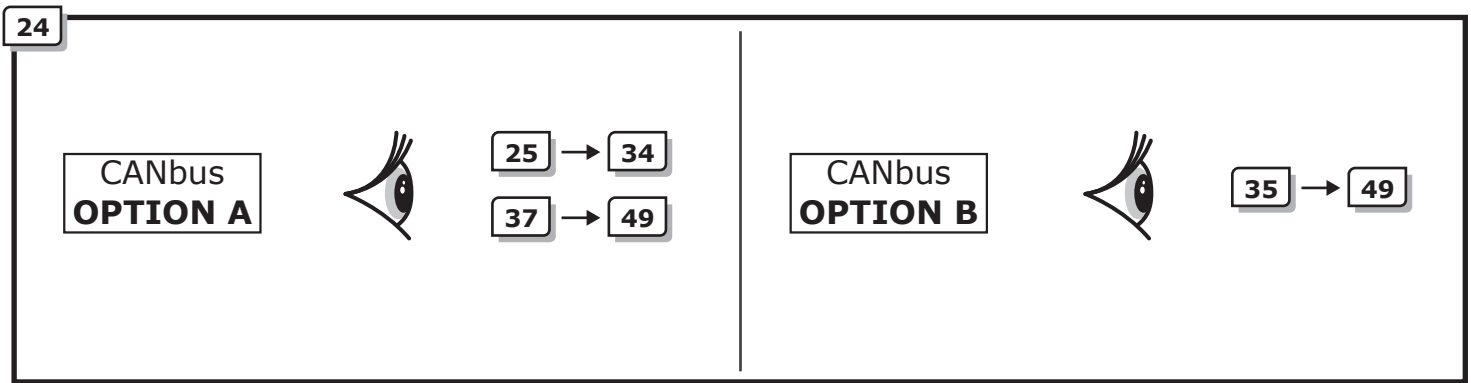 24
CANbus
OPTION A
25 → 34
37 → 49
CANbus
OPTION B
35 → 49